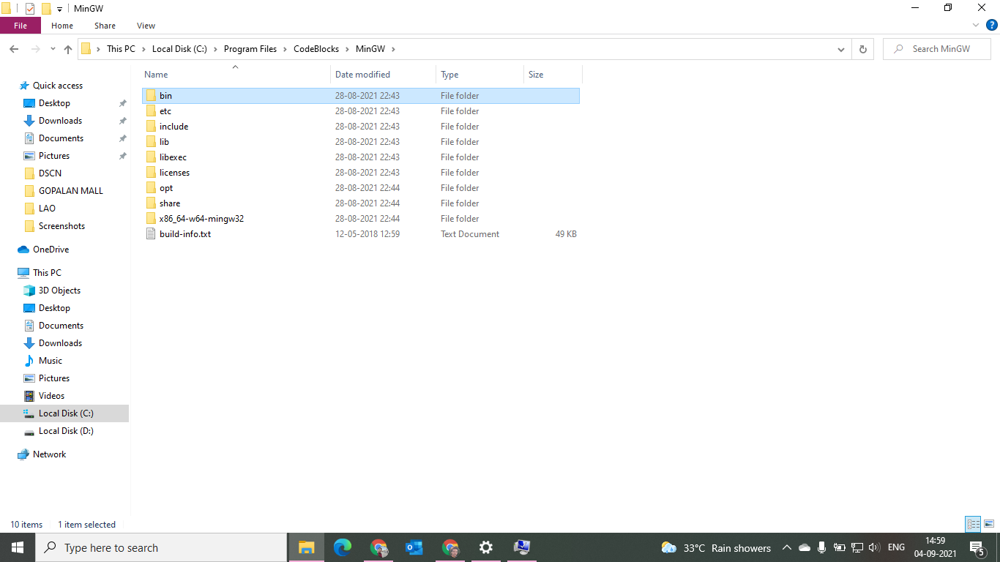 MinGW
File Home Share View
This PC Local Disk (C:) Program Files CodeBlocks MinGW
Search MinGW
Name Date modified Type Size
bin 28-08-2021 22:43 File folder
etc 28-08-2021 22:43 File folder
include 28-08-2021 22:43 File folder
lib 28-08-2021 22:43 File folder
libexec 28-08-2021 22:43 File folder
licenses 28-08-2021 22:43 File folder
opt 28-08-2021 22:44 File folder
share 28-08-2021 22:44 File folder
x86_64-w64-mingw32 28-08-2021 22:44 File folder
build-info.txt 12-05-2018 12:59 Text Document 49 KB
Quick access
Desktop
Downloads
Documents
Pictures
DSCN
GOPALAN MALL
LAO
Screenshots
OneDrive
This PC
3D Objects
Desktop
Documents
Downloads
Music
Pictures
Videos
Local Disk (C:)
Local Disk (D:)
Network
10 items 1 item selected
Type here to search
33°C Rain showers
ENG
14:59
04-09-2021
5